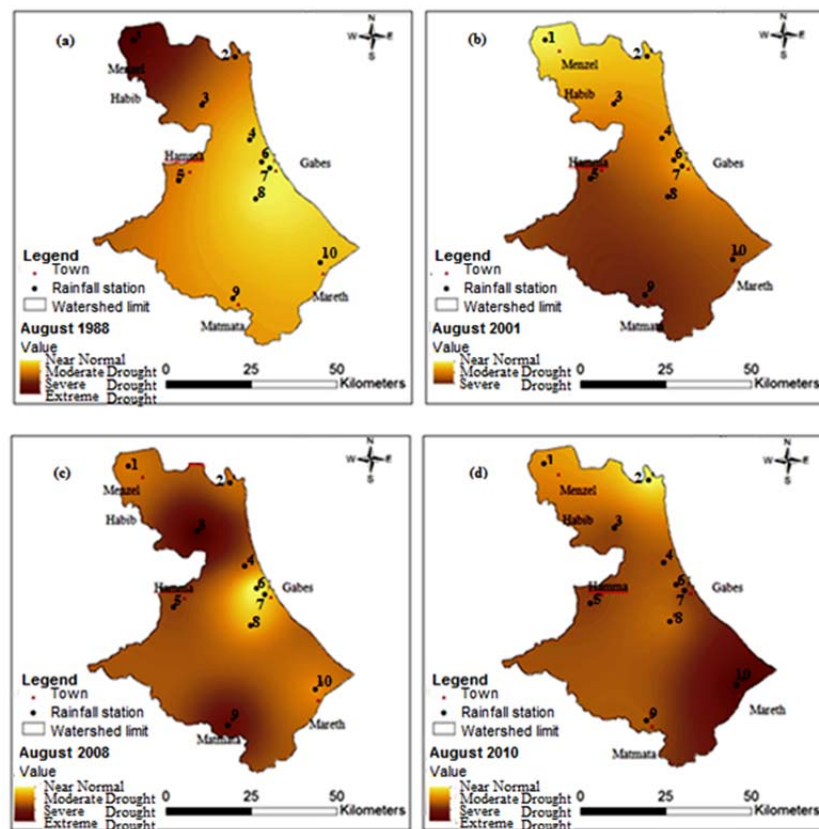 (a)
N
W E
S
1
2
Menzel
Habib
3
4
Hamma
6
Gabes
5
7
8
10
9
Mareth
Matmata
Legend
Town
Rainfall station
Watershed limit
August 1988
Value
Near Normal
Moderate Drought
Severe Drought
Extreme Drought
0 25 50
Kilometers
(b)
N
W E
S
1
2
Menzel
Habib
3
4
Hamma
6
Gabes
5
7
8
10
9
Mareth
Matmata
Legend
Town
Rainfall station
Watershed limit
August 2001
Value
Near Normal
Moderate Drought
Severe Drought
Extreme Drought
0 25 50
Kilometers
(c)
N
W E
S
1
2
Menzel
Habib
3
4
Hamma
6
Gabes
5
7
8
10
9
Mareth
Matmata
Legend
Town
Rainfall station
Watershed limit
August 2008
Value
Near Normal
Moderate Drought
Severe Drought
Extreme Drought
0 25 50
Kilometers
(d)
N
W E
S
1
2
Menzel
Habib
3
4
Hamma
6
Gabes
5
7
8
10
9
Mareth
Matmata
Legend
Town
Rainfall station
Watershed limit
August 2010
Value
Near Normal
Moderate Drought
Severe Drought
Extreme Drought
0 25 50
Kilometers